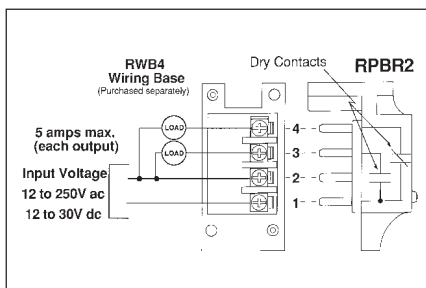 RWB4
Wiring Base
(Purchased separately)
Dry Contacts
RPBR2
5 amps max.
(each output)
LOAD
LOAD
Input Voltage
12 to 250V ac
12 to 30V dc
4
3
2
1